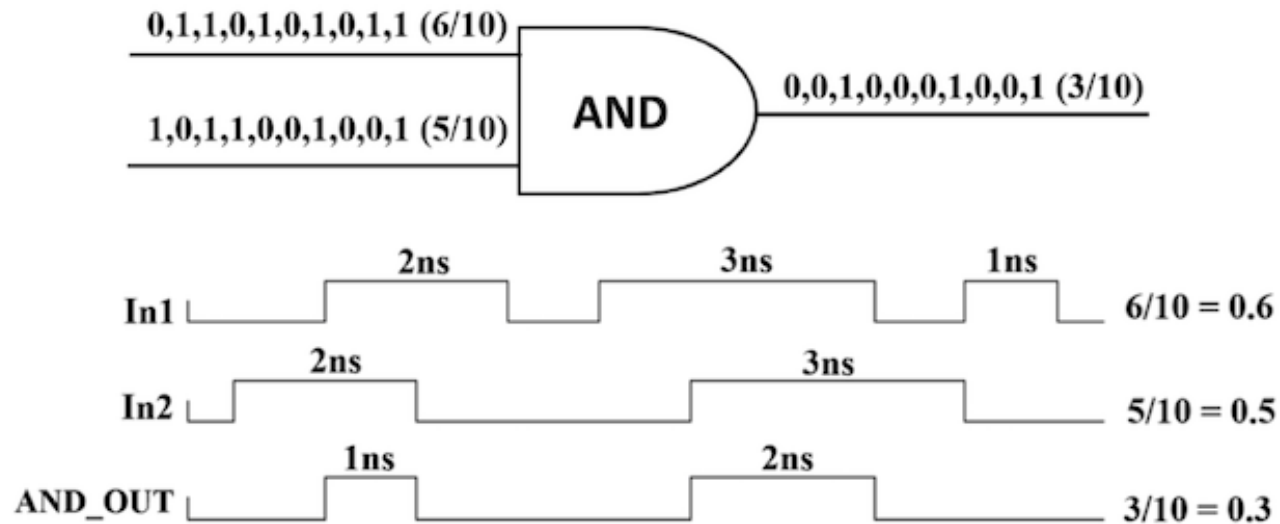 0,1,1,0,1,0,1,0,1,1 (6/10)
AND
0,0,1,0,0,0,1,0,0,1 (3/10)
1,0,1,1,0,0,1,0,0,1 (5/10)
2ns
3ns
1ns
In1
6/10 = 0.6
2ns
3ns
In2
5/10 = 0.5
1ns
2ns
AND_OUT
3/10 = 0.3